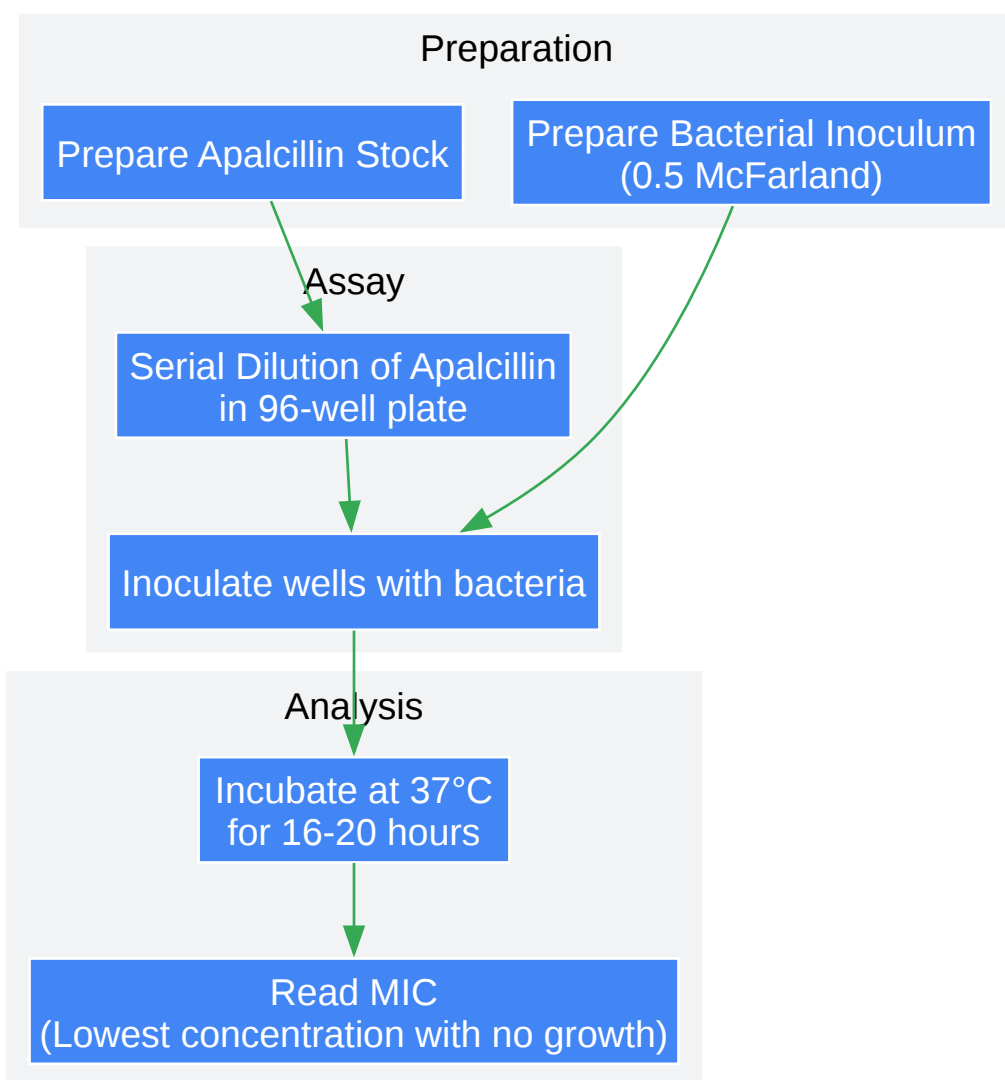 Preparation
Prepare Apalcillin Stock
Prepare Bacterial Inoculum
(0.5 McFarland)
Assay
Serial Dilution of Apalcillin
in 96-well plate
Inoculate wells with bacteria
Analysis
Incubate at 37°C
for 16-20 hours
Read MIC
(Lowest concentration with no growth)